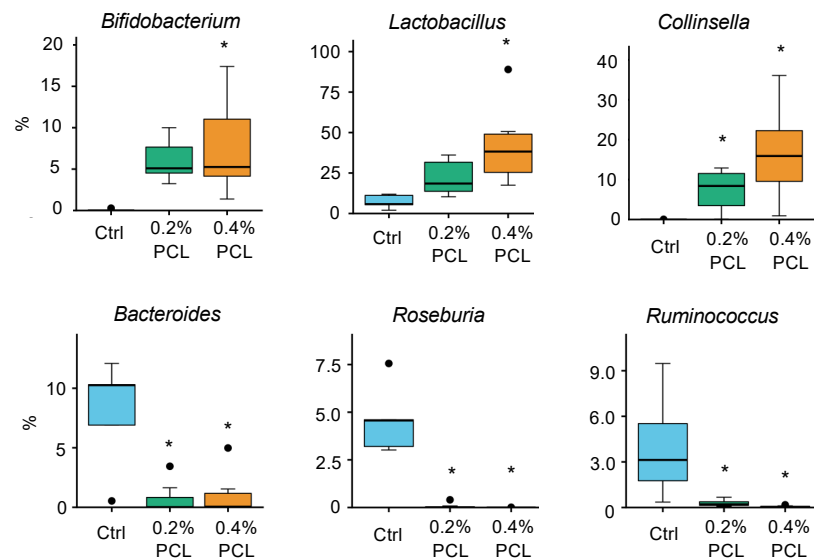 Bifidobacterium
Lactobacillus
Collinsella
%
20
15
10
5
0
*
Ctrl
0.2%
PCL
0.4%
PCL
100
75
50
25
0
*
Ctrl
0.2%
PCL
0.4%
PCL
40
30
20
10
0
*
*
Ctrl
0.2%
PCL
0.4%
PCL
Bacteroides
Roseburia
Ruminococcus
%
10
5
0
*
*
Ctrl
0.2%
PCL
0.4%
PCL
7.5
5.0
2.5
0
*
*
Ctrl
0.2%
PCL
0.4%
PCL
9.0
6.0
3.0
0
*
*
Ctrl
0.2%
PCL
0.4%
PCL